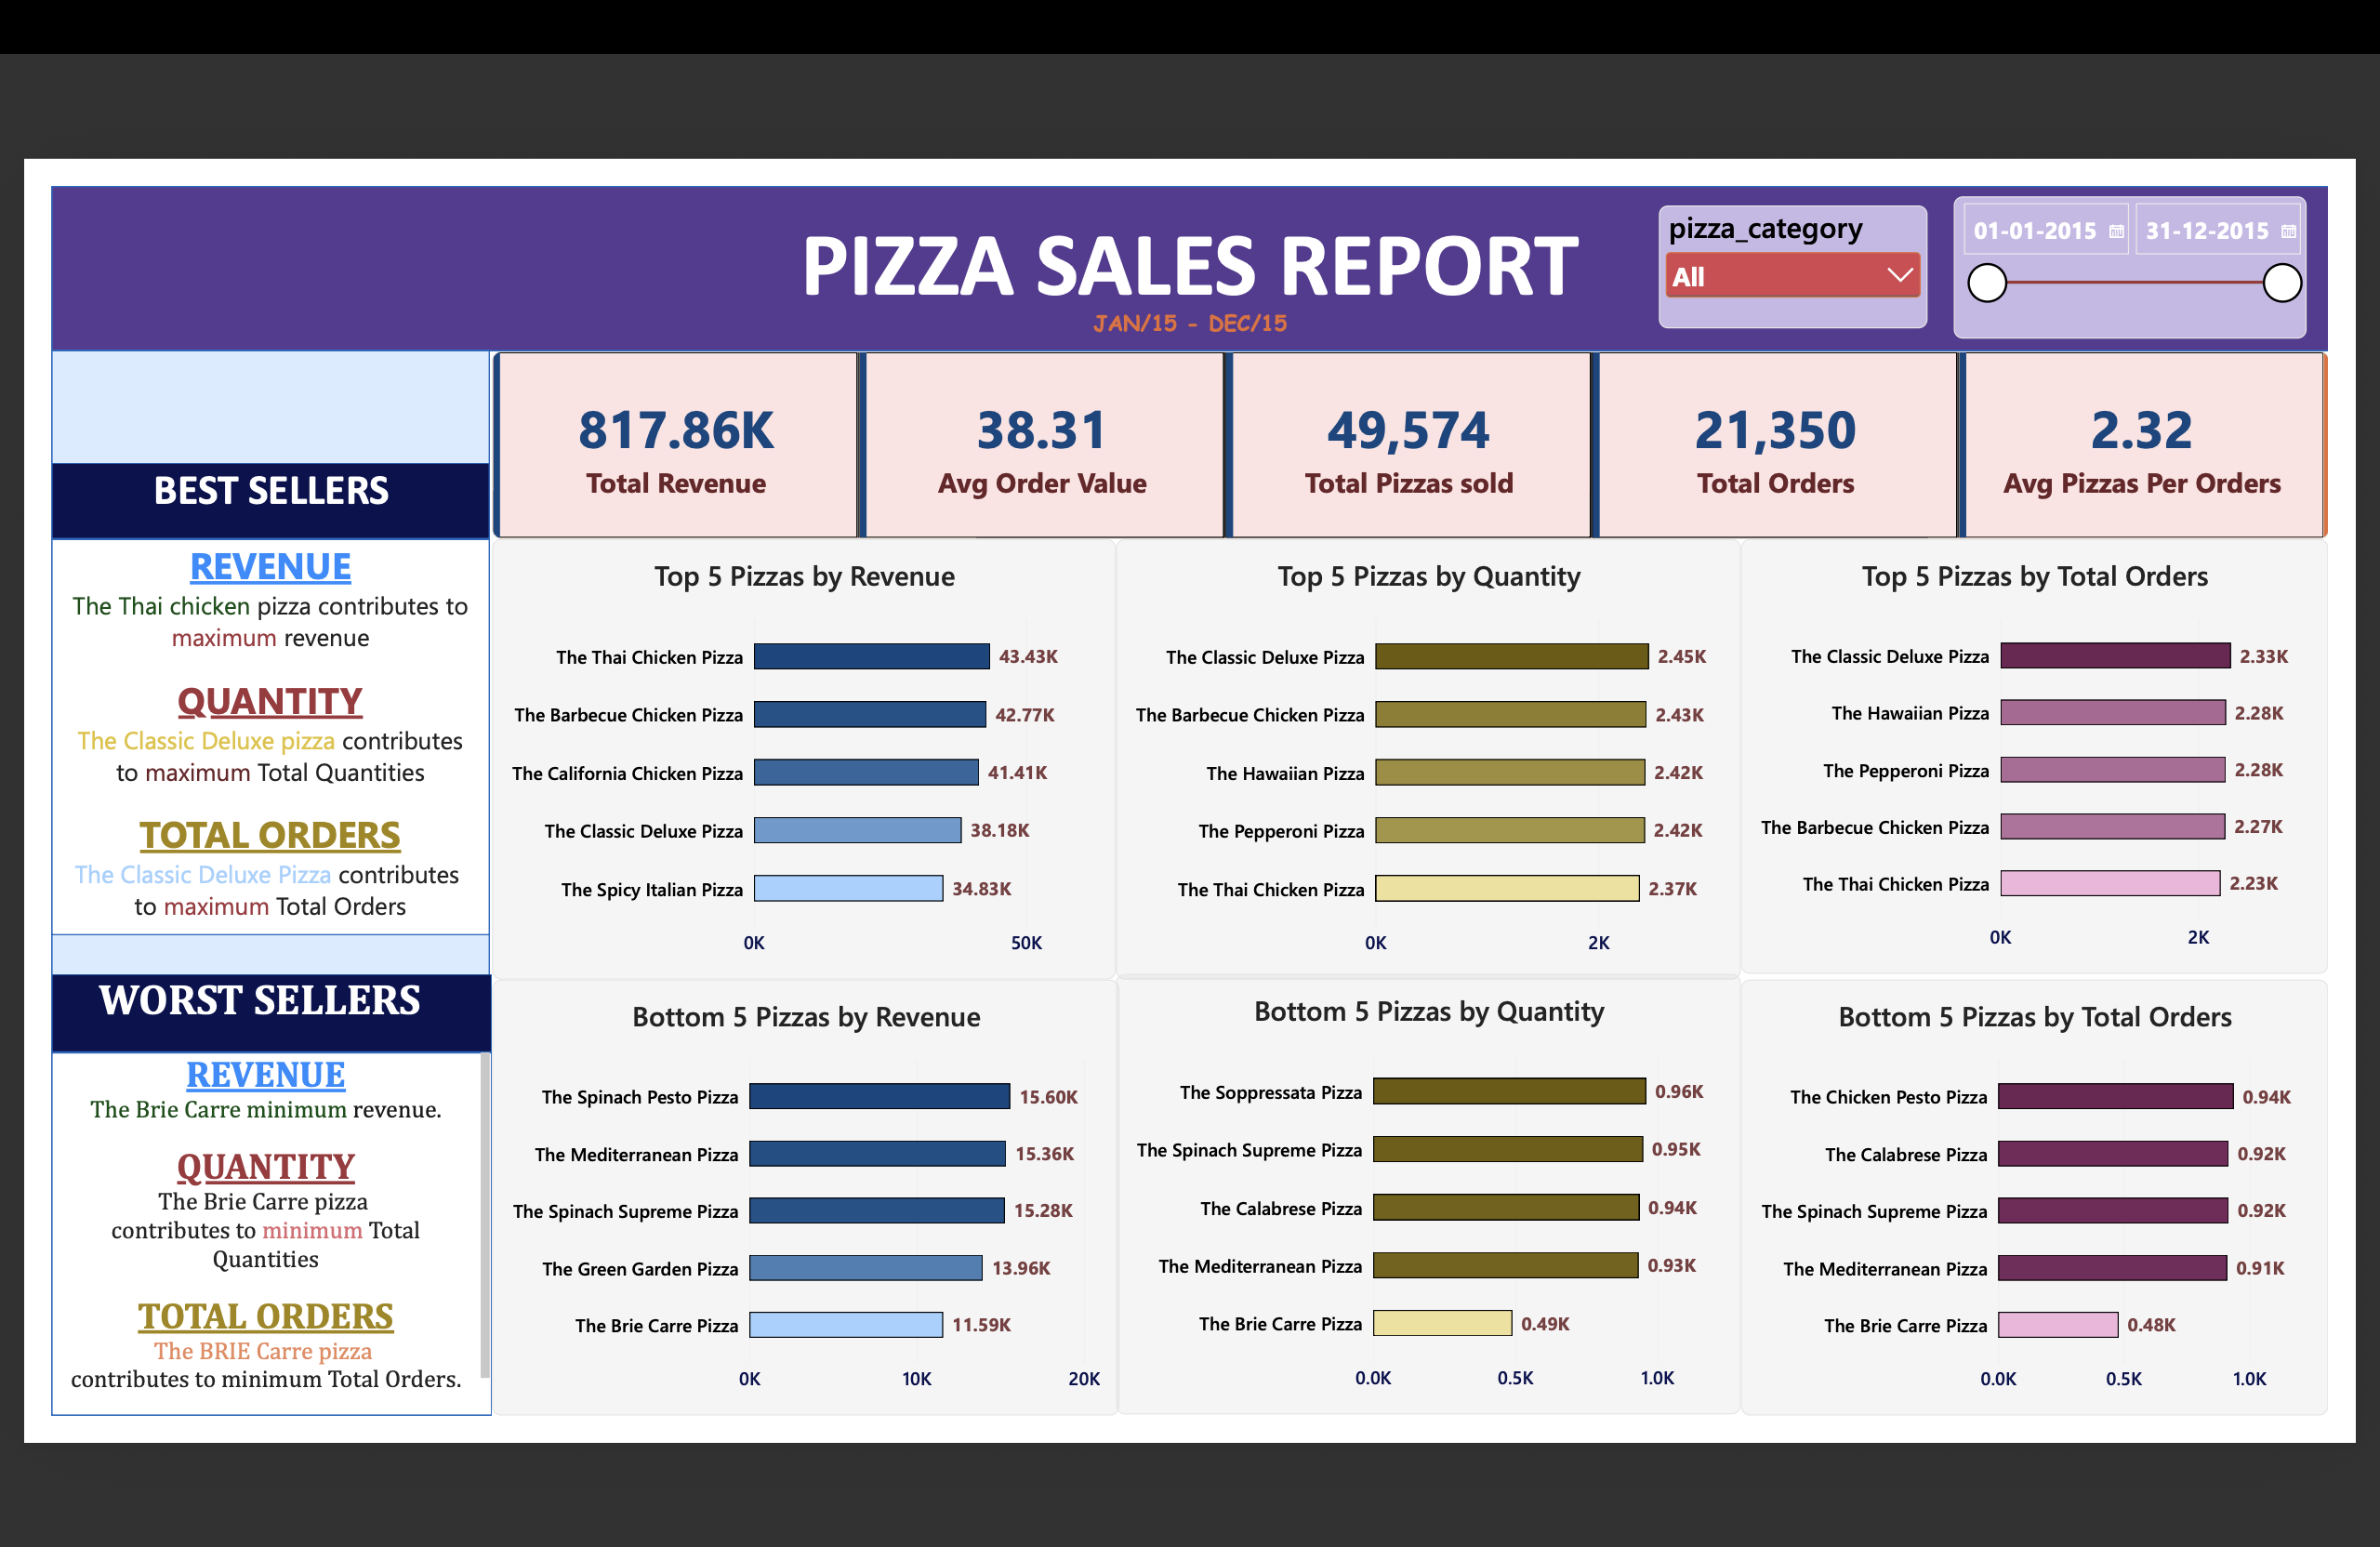 PIZZA SALES REPORT
JAN/15 - DEC/15
pizza_category
All
01-01-2015
31-12-2015
817.86K
Total Revenue
38.31
Avg Order Value
49,574
Total Pizzas sold
21,350
Total Orders
2.32
Avg Pizzas Per Orders
BEST SELLERS
REVENUE
The Thai chicken pizza contributes to
maximum revenue
QUANTITY
The Classic Deluxe pizza contributes
to maximum Total Quantities
TOTAL ORDERS
The Classic Deluxe Pizza contributes
to maximum Total Orders
Top 5 Pizzas by Revenue
The Thai Chicken Pizza 43.43K
The Barbecue Chicken Pizza 42.77K
The California Chicken Pizza 41.41K
The Classic Deluxe Pizza 38.18K
The Spicy Italian Pizza 34.83K
0K 50K
Top 5 Pizzas by Quantity
The Classic Deluxe Pizza 2.45K
The Barbecue Chicken Pizza 2.43K
The Hawaiian Pizza 2.42K
The Pepperoni Pizza 2.42K
The Thai Chicken Pizza 2.37K
0K 2K
Top 5 Pizzas by Total Orders
The Classic Deluxe Pizza 2.33K
The Hawaiian Pizza 2.28K
The Pepperoni Pizza 2.28K
The Barbecue Chicken Pizza 2.27K
The Thai Chicken Pizza 2.23K
0K 2K
WORST SELLERS
REVENUE
The Brie Carre minimum revenue.
QUANTITY
The Brie Carre pizza
contributes to minimum Total
Quantities
TOTAL ORDERS
The BRIE Carre pizza
contributes to minimum Total Orders.
Bottom 5 Pizzas by Revenue
The Spinach Pesto Pizza 15.60K
The Mediterranean Pizza 15.36K
The Spinach Supreme Pizza 15.28K
The Green Garden Pizza 13.96K
The Brie Carre Pizza 11.59K
0K 10K 20K
Bottom 5 Pizzas by Quantity
The Soppressata Pizza 0.96K
The Spinach Supreme Pizza 0.95K
The Calabrese Pizza 0.94K
The Mediterranean Pizza 0.93K
The Brie Carre Pizza 0.49K
0.0K 0.5K 1.0K
Bottom 5 Pizzas by Total Orders
The Chicken Pesto Pizza 0.94K
The Calabrese Pizza 0.92K
The Spinach Supreme Pizza 0.92K
The Mediterranean Pizza 0.91K
The Brie Carre Pizza 0.48K
0.0K 0.5K 1.0K